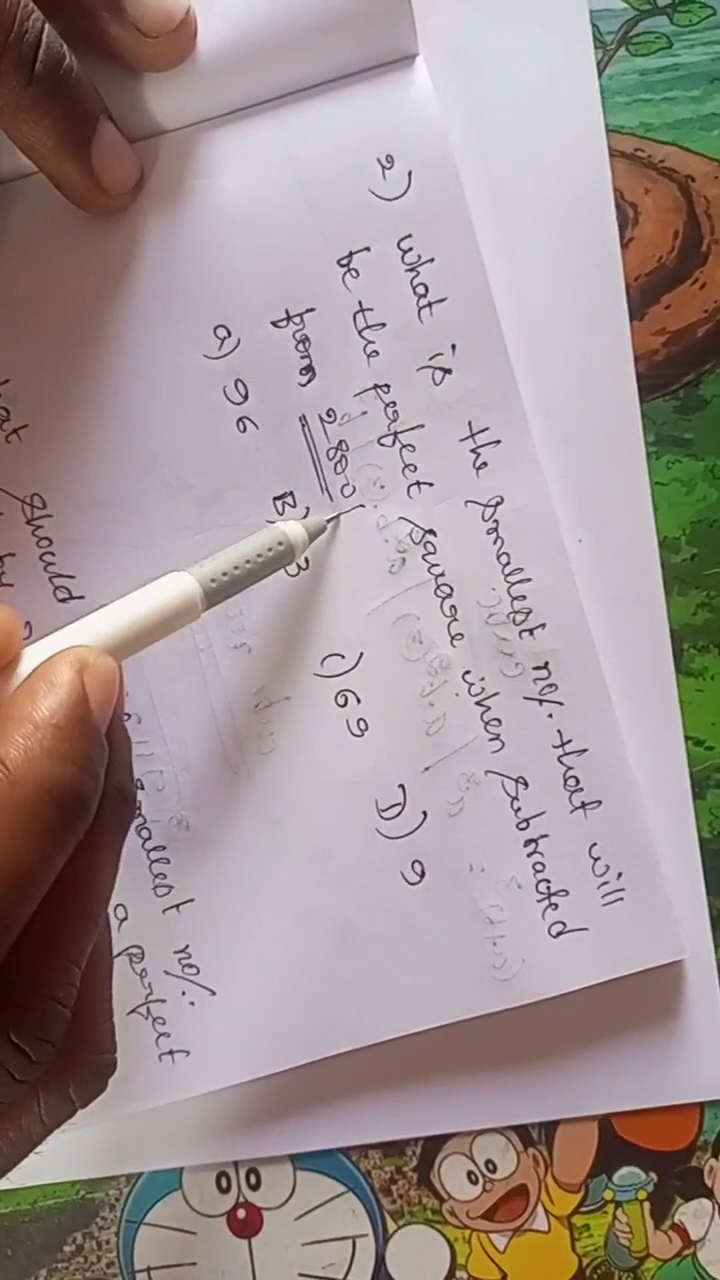 2) what is the smallest no/. that will
be the perfect square when subtracted
from 2800
a) 96 B) 3 C) 69 D) 9
should
smallest no/.:
a perfect